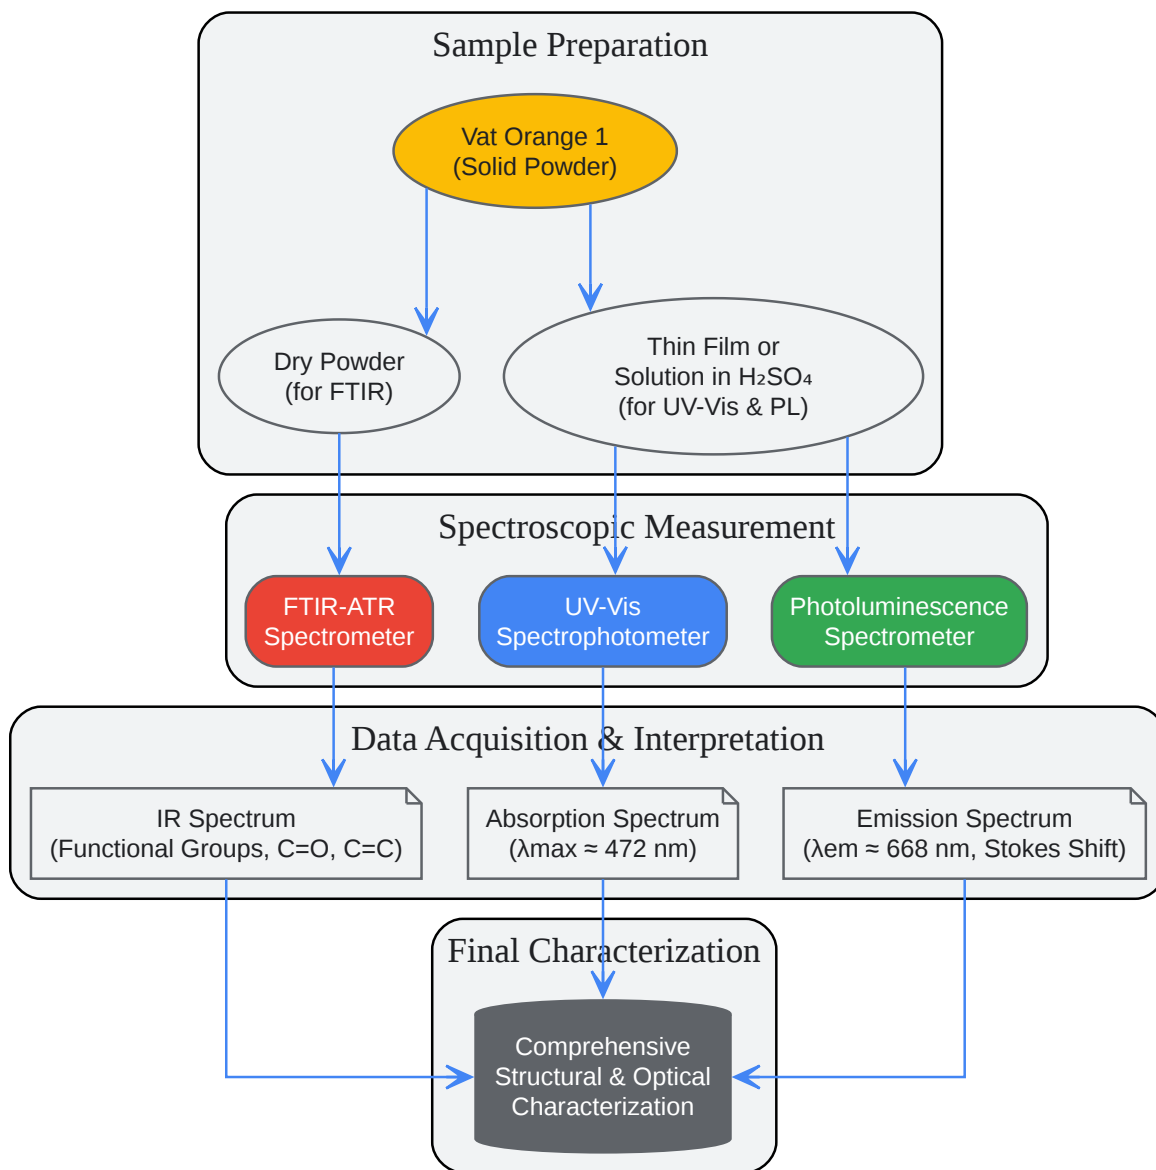 Sample Preparation
Vat Orange 1
(Solid Powder)
Dry Powder
(for FTIR)
Thin Film or
Solution in H₂SO₄
(for UV-Vis & PL)
Spectroscopic Measurement
FTIR-ATR
Spectrometer
UV-Vis
Spectrophotometer
Photoluminescence
Spectrometer
Data Acquisition & Interpretation
IR Spectrum
(Functional Groups, C=O, C=C)
Absorption Spectrum
(λmax ≈ 472 nm)
Emission Spectrum
(λem ≈ 668 nm, Stokes Shift)
Final Characterization
Comprehensive
Structural & Optical
Characterization